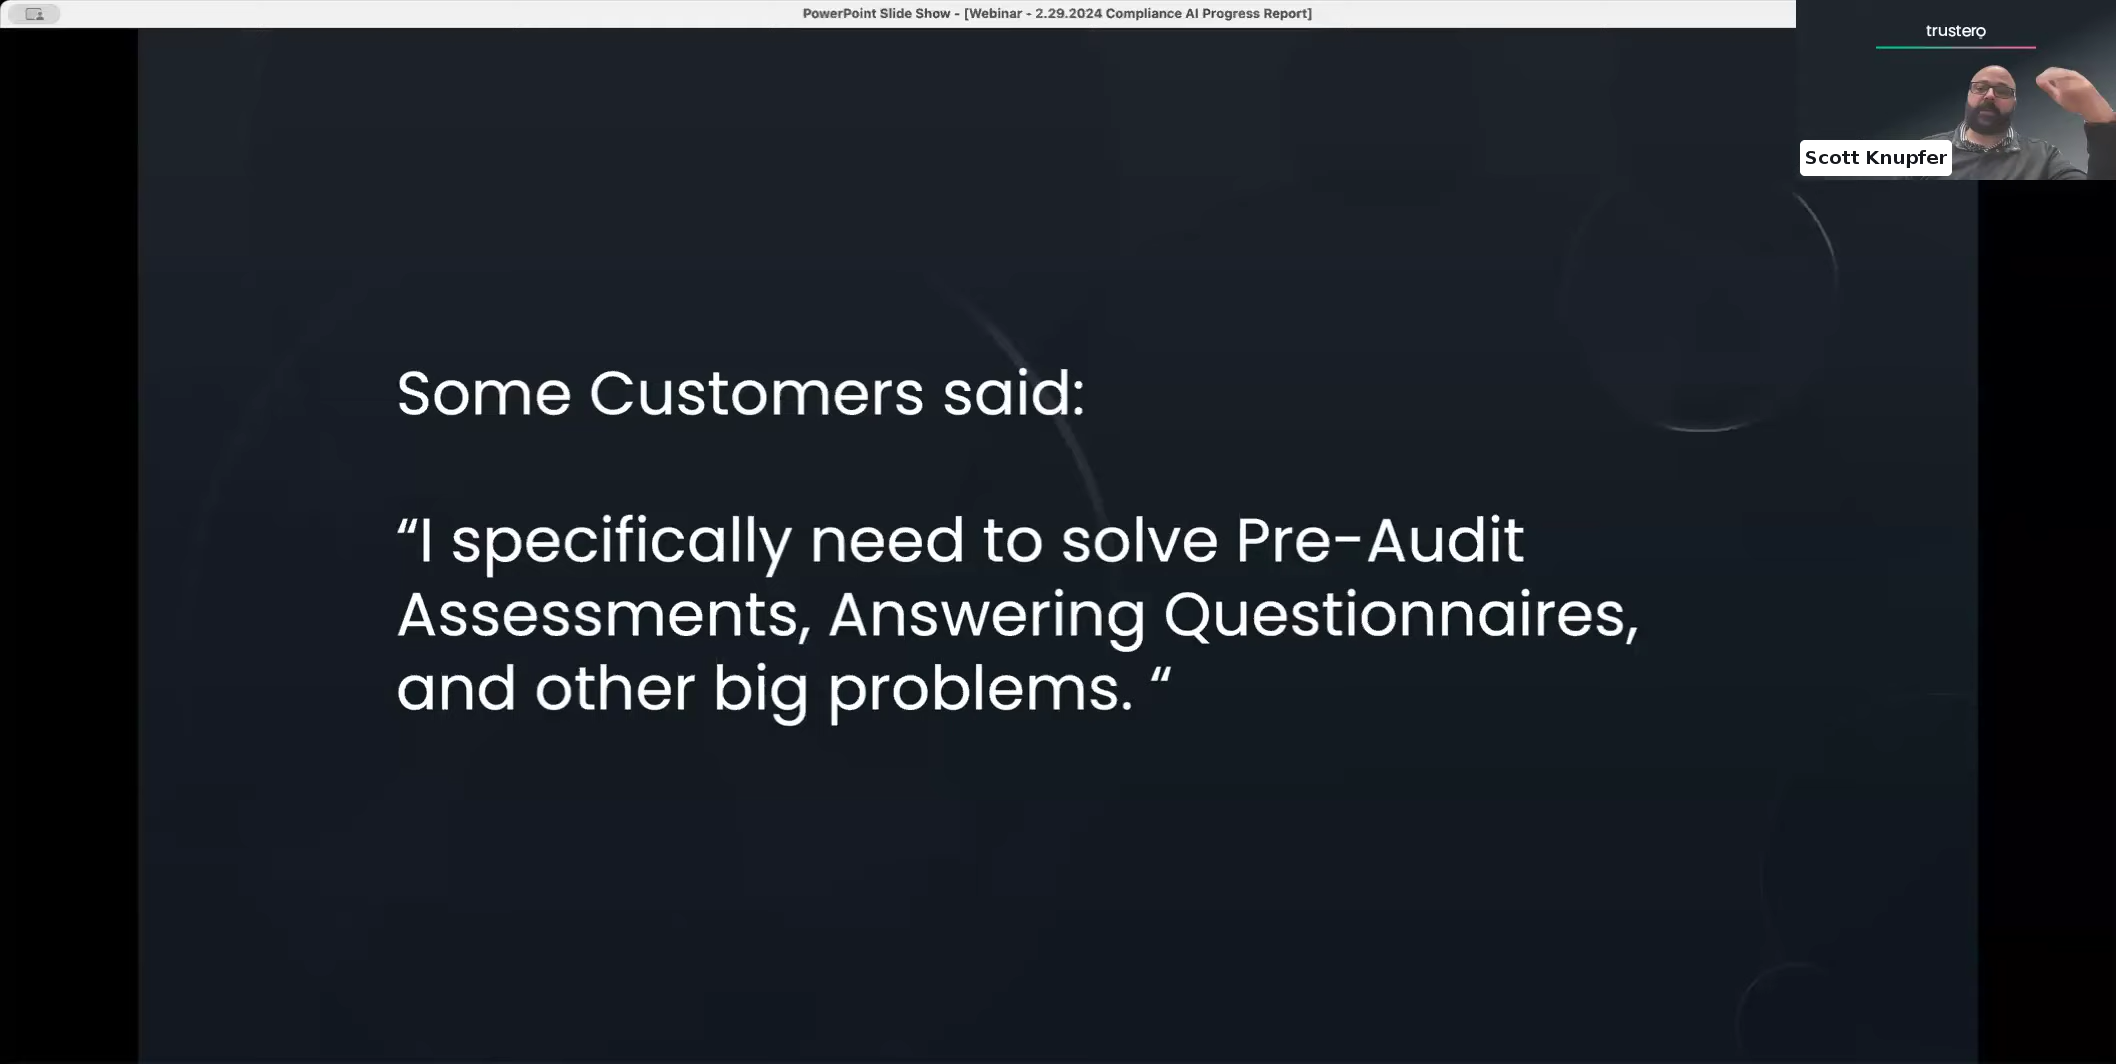 PowerPoint Slide Show - [Webinar - 2.29.2024 Compliance AI Progress Report]
trustero
Scott Knupfer
Some Customers said:
“I specifically need to solve Pre-Audit
Assessments, Answering Questionnaires,
and other big problems. “